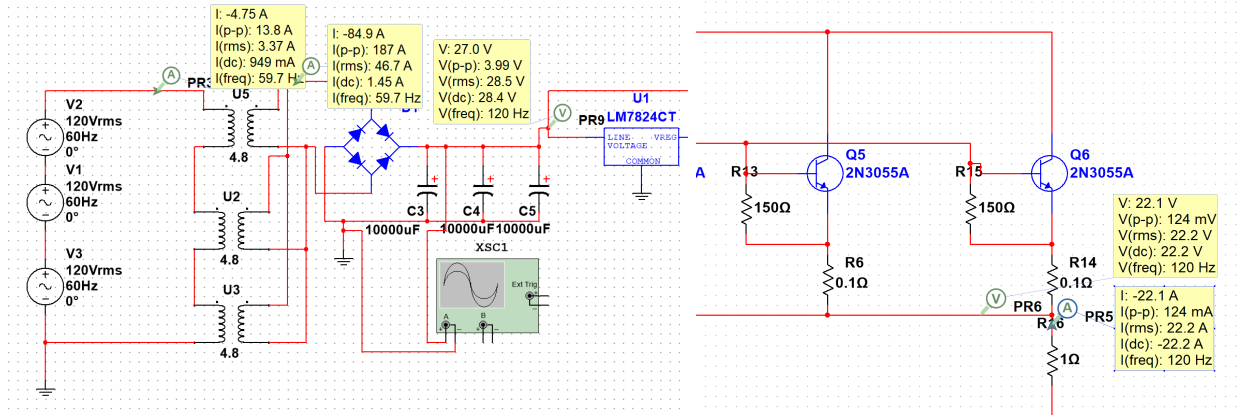 I: -4.75 A
I(p-p): 13.8 A
I(rms): 3.37 A
I(dc): 949 mA
I(freq): 59.7 Hz
I: -84.9 A
I(p-p): 187 A
I(rms): 46.7 A
I(dc): 1.45 A
I(freq): 59.7 Hz
V: 27.0 V
V(p-p): 3.99 V
V(rms): 28.5 V
V(dc): 28.4 V
V(freq): 120 Hz
A
A
V
U5
4.8
V2
120Vrms
60Hz
0°
V1
120Vrms
60Hz
0°
V3
120Vrms
60Hz
0°
U2
4.8
U3
4.8
C3
10000uF
C4
10000uF
C5
10000uF
XSC1
Ext Trig
A
B
PR9
U1
LM7824CT
LINE
VOLTAGE
VREG
COMMON
A
R13
150Ω
Q5
2N3055A
R6
0.1Ω
R15
150Ω
Q6
2N3055A
R14
0.1Ω
V: 22.1 V
V(p-p): 124 mV
V(rms): 22.2 V
V(dc): 22.2 V
V(freq): 120 Hz
V
PR6
A
PR5
R16
1Ω
I: -22.1 A
I(p-p): 124 mA
I(rms): 22.2 A
I(dc): -22.2 A
I(freq): 120 Hz